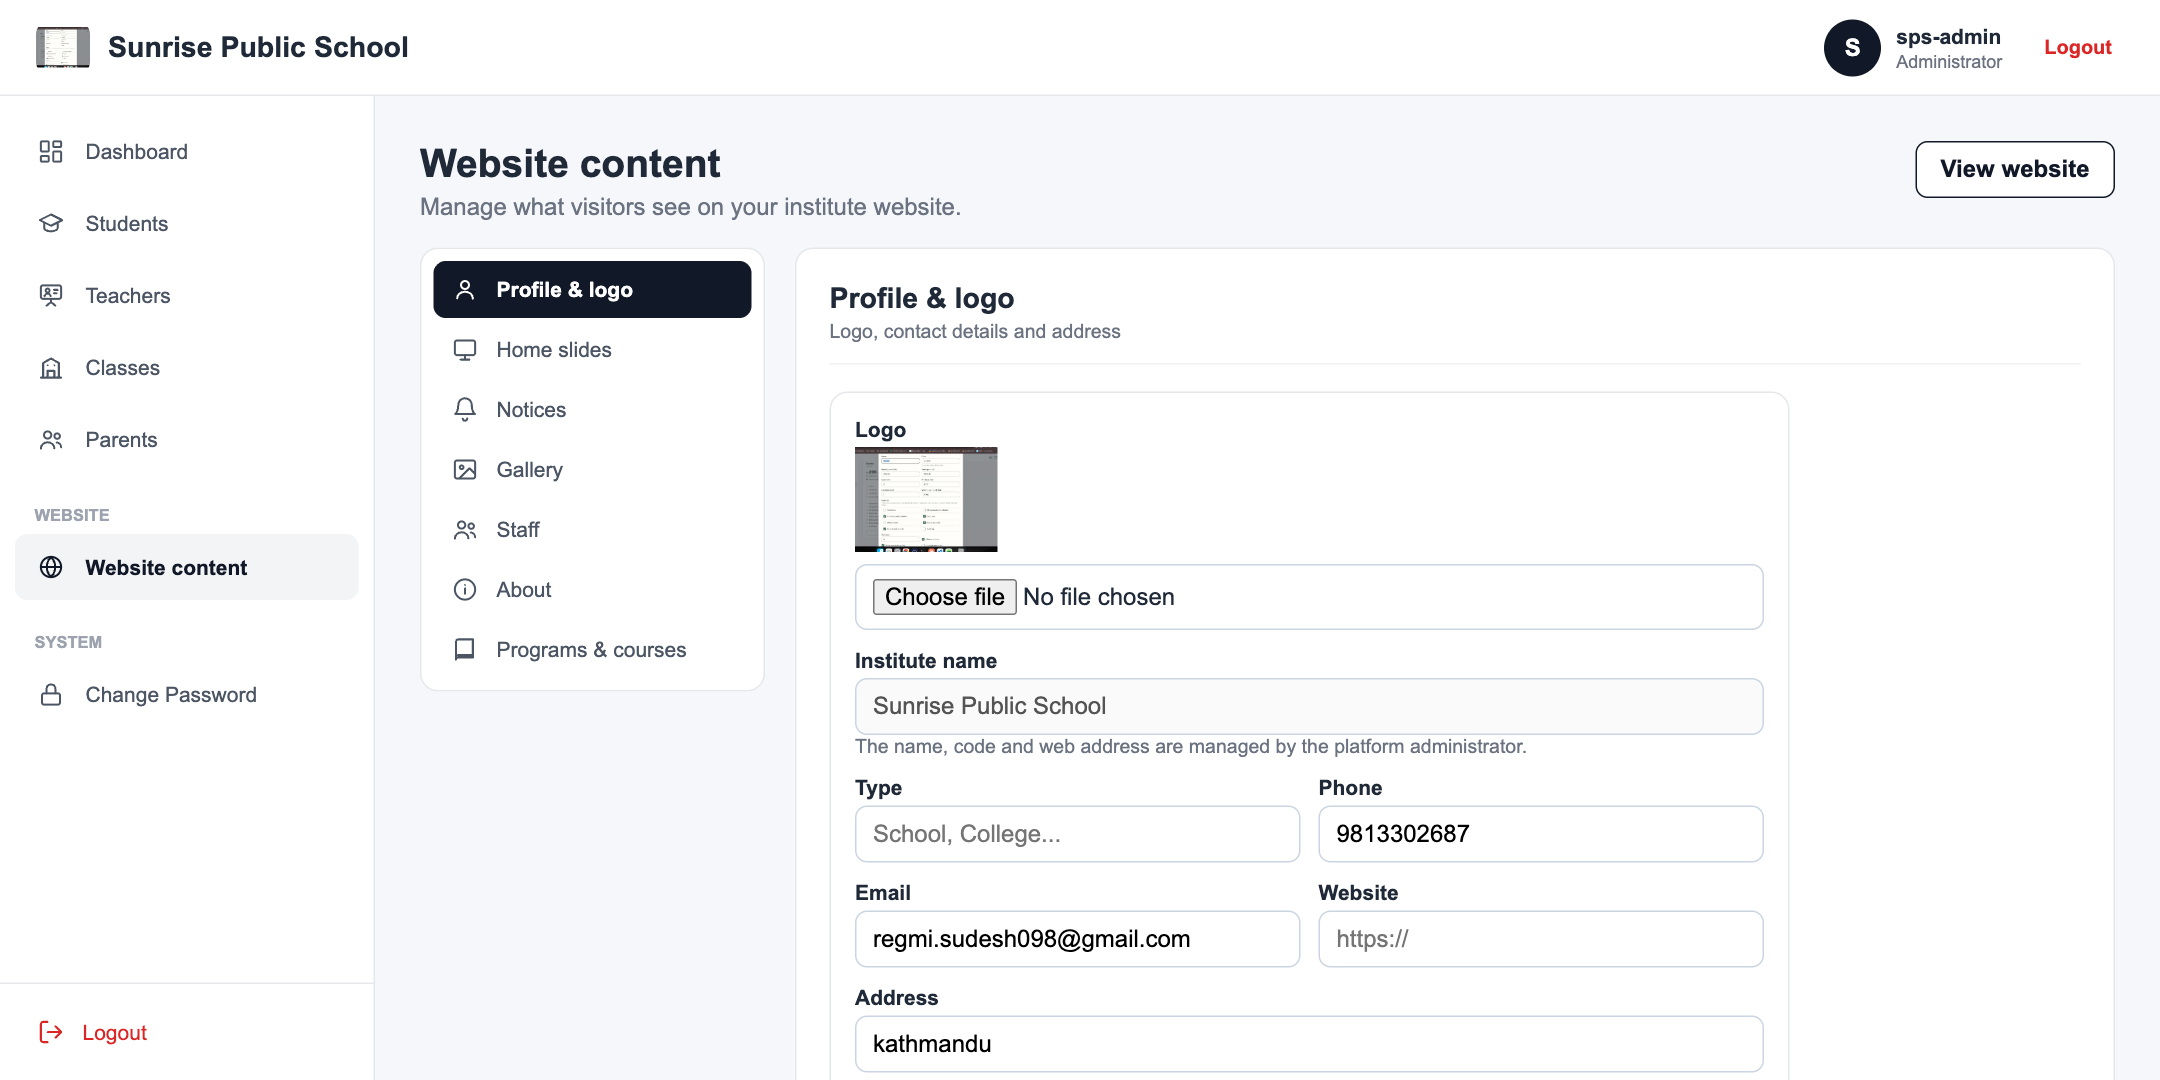 Sunrise Public School
S
sps-admin
Administrator
Logout
Dashboard
Students
Teachers
Classes
Parents
WEBSITE
Website content
SYSTEM
Change Password
Logout
Website content
Manage what visitors see on your institute website.
View website
Profile & logo
Home slides
Notices
Gallery
Staff
About
Programs & courses
Profile & logo
Logo, contact details and address
Logo
Choose file No file chosen
Institute name
Sunrise Public School
The name, code and web address are managed by the platform administrator.
Type
School, College...
Phone
9813302687
Email
regmi.sudesh098@gmail.com
Website
https://
Address
kathmandu